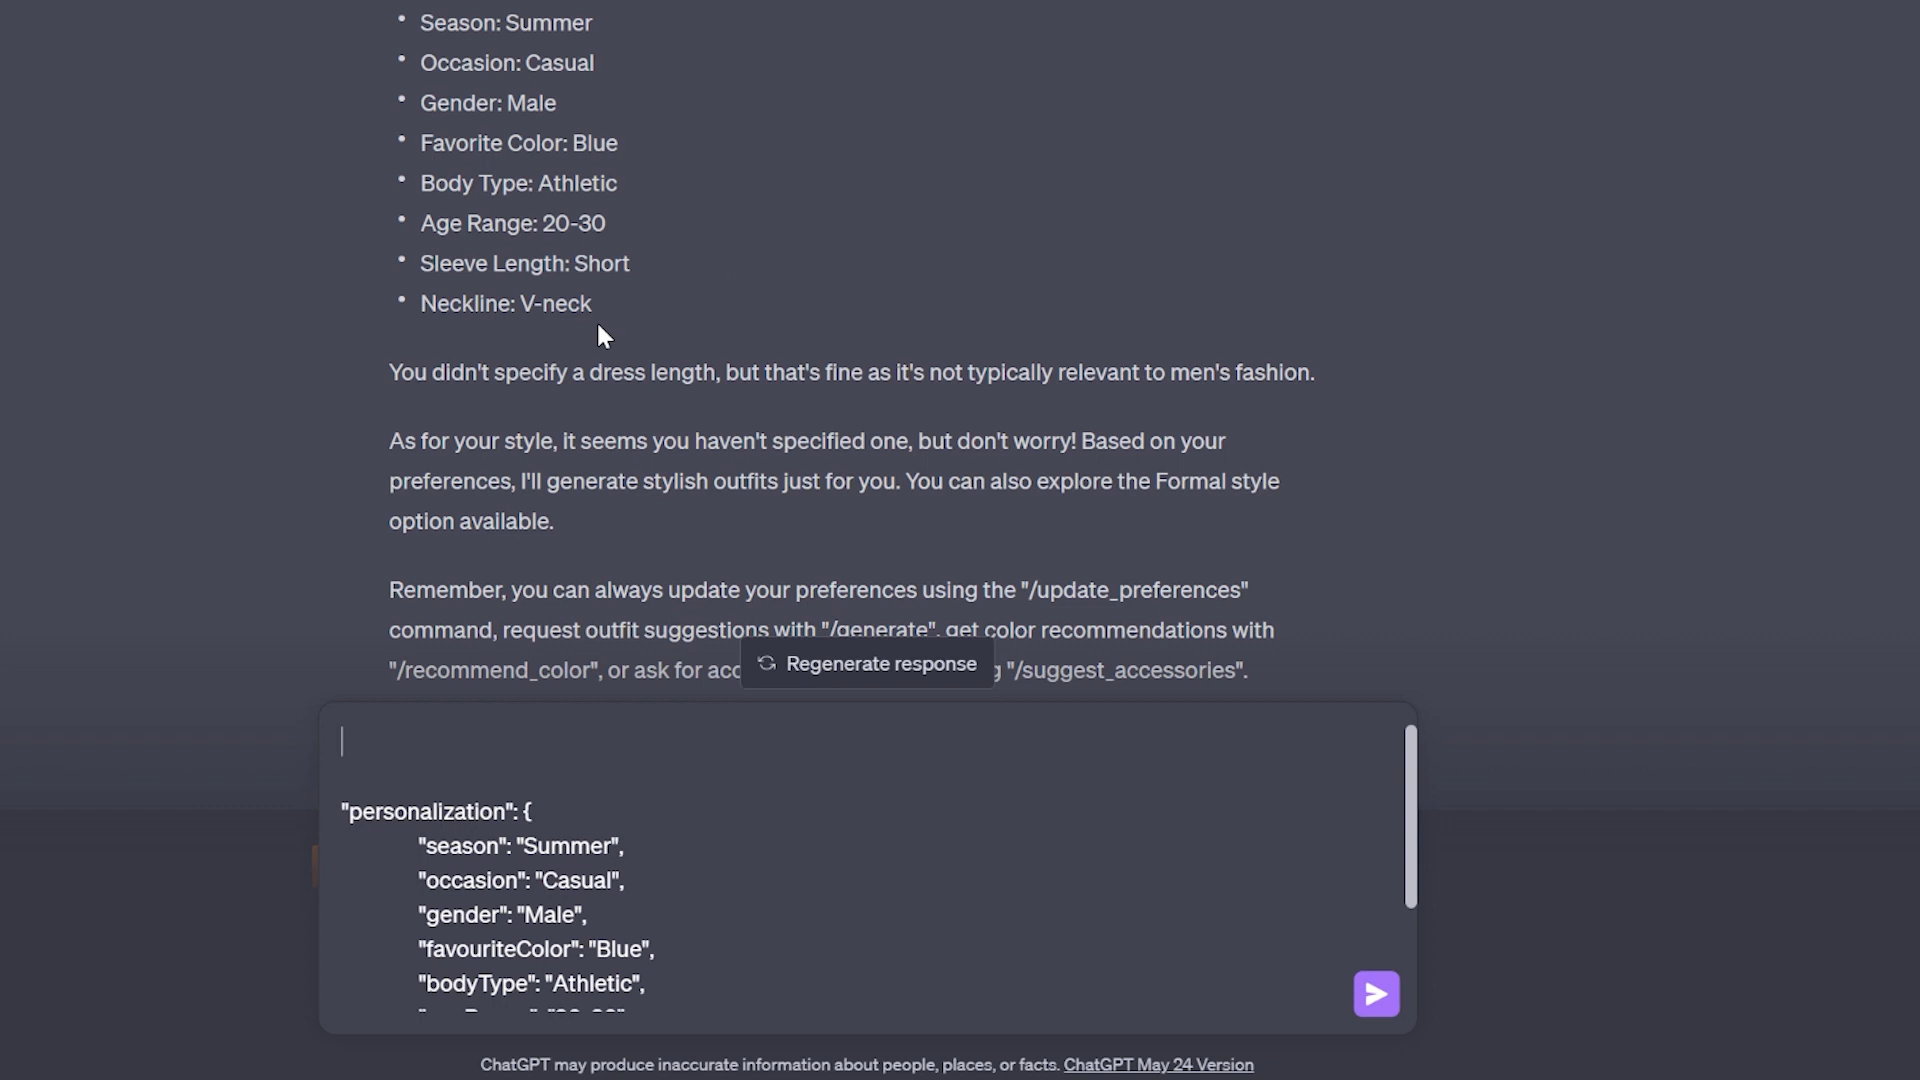 • Season: Summer
• Occasion: Casual
• Gender: Male
• Favorite Color: Blue
• Body Type: Athletic
• Age Range: 20-30
• Sleeve Length: Short
• Neckline: V-neck
You didn't specify a dress length, but that's fine as it's not typically relevant to men's fashion.
As for your style, it seems you haven't specified one, but don't worry! Based on your
preferences, I'll generate stylish outfits just for you. You can also explore the Formal style
option available.
Remember, you can always update your preferences using the "/update_preferences"
command, request outfit suggestions with "/generate", get color recommendations with
"/recommend_color", or ask for "/suggest_accessories".
Regenerate response
"personalization": {
"season": "Summer",
"occasion": "Casual",
"gender": "Male",
"favouriteColor": "Blue",
"bodyType": "Athletic",
ChatGPT may produce inaccurate information about people, places, or facts. ChatGPT May 24 Version